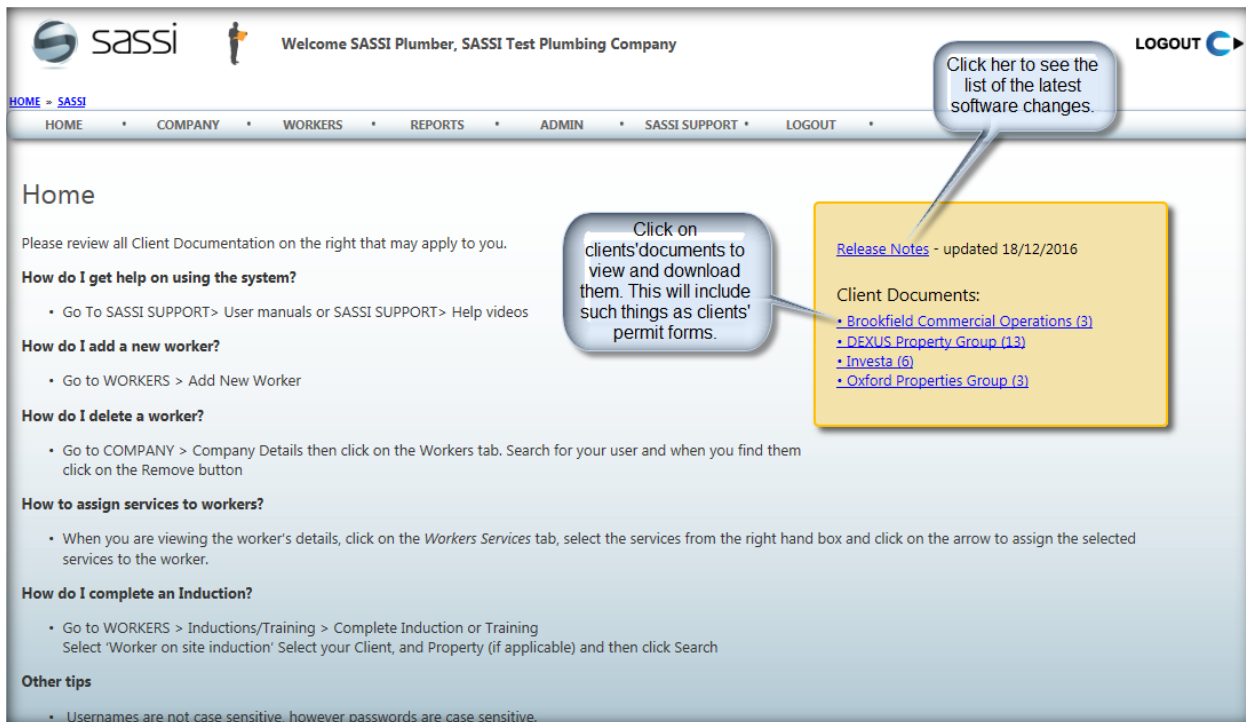 sassi
Welcome SASSI Plumber, SASSI Test Plumbing Company
LOGOUT
Click her to see the
list of the latest
software changes.
HOME » SASSI
HOME • COMPANY • WORKERS • REPORTS • ADMIN • SASSI SUPPORT • LOGOUT •
Home
Please review all Client Documentation on the right that may apply to you.
How do I get help on using the system?
• Go To SASSI SUPPORT> User manuals or SASSI SUPPORT> Help videos
How do I add a new worker?
• Go to WORKERS > Add New Worker
How do I delete a worker?
• Go to COMPANY > Company Details then click on the Workers tab. Search for your user and when you find them
click on the Remove button
How to assign services to workers?
• When you are viewing the worker's details, click on the Workers Services tab, select the services from the right hand box and click on the arrow to assign the selected
services to the worker.
How do I complete an Induction?
• Go to WORKERS > Inductions/Training > Complete Induction or Training
Select 'Worker on site induction' Select your Client, and Property (if applicable) and then click Search
Other tips
• Usernames are not case sensitive, however passwords are case sensitive.
Click on
clients'documents to
view and download
them. This will include
such things as clients'
permit forms.
Release Notes - updated 18/12/2016
Client Documents:
• Brookfield Commercial Operations (3)
• DEXUS Property Group (13)
• Investa (6)
• Oxford Properties Group (3)